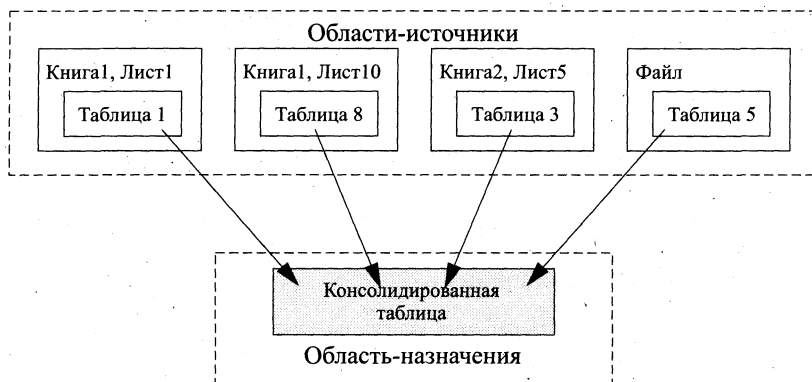 Области-источники
Книга1, Лист1
Книга1, Лист10
Книга2, Лист5
Файл
Таблица 1
Таблица 8
Таблица 3
Таблица 5
Консолидированная
таблица
Область-назначения